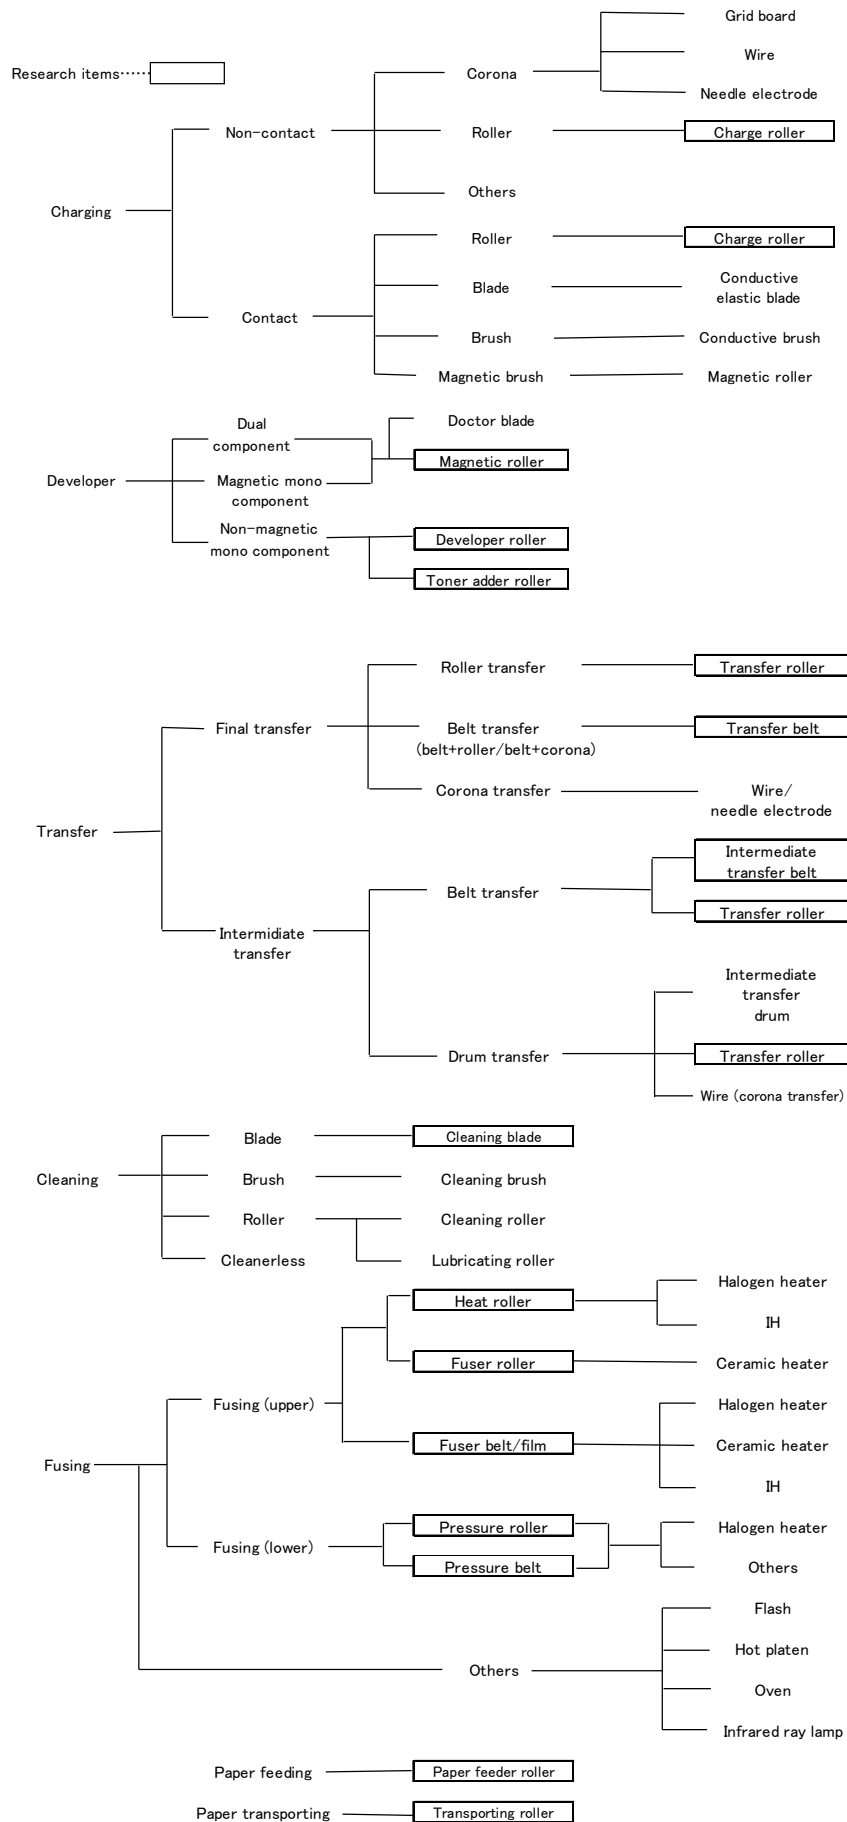 Grid board
Research items······
Corona
Wire
Needle electrode
Non-contact
Roller
Charge roller
Others
Charging
Roller
Charge roller
Blade
Conductive
elastic blade
Contact
Brush
Conductive brush
Magnetic brush
Magnetic roller
Dual
component
Doctor blade
Magnetic roller
Developer
Magnetic mono
component
Non-magnetic
mono component
Developer roller
Toner adder roller
Roller transfer
Transfer roller
Final transfer
Belt transfer
(belt+roller/belt+corona)
Transfer belt
Corona transfer
Wire/
needle electrode
Transfer
Intermediate
transfer belt
Belt transfer
Transfer roller
Intermidiate
transfer
Intermediate
transfer
drum
Drum transfer
Transfer roller
Wire (corona transfer)
Blade
Cleaning blade
Cleaning
Brush
Cleaning brush
Roller
Cleaning roller
Cleanerless
Lubricating roller
Heat roller
Halogen heater
IH
Fuser roller
Ceramic heater
Fusing (upper)
Halogen heater
Fuser belt/film
Ceramic heater
Fusing
IH
Pressure roller
Halogen heater
Fusing (lower)
Pressure belt
Others
Flash
Hot platen
Others
Oven
Infrared ray lamp
Paper feeding
Paper feeder roller
Paper transporting
Transporting roller